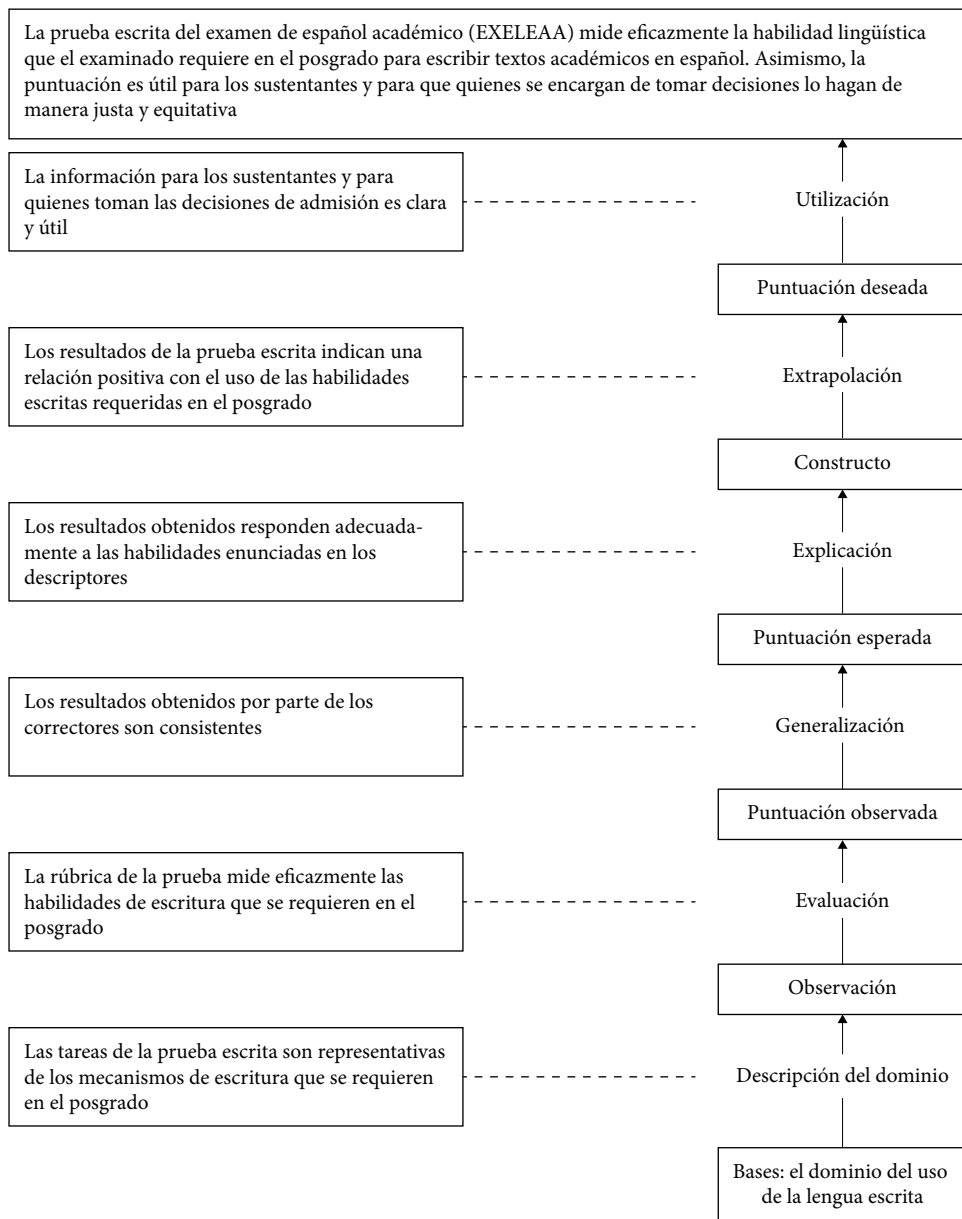 La prueba escrita del examen de español académico (EXELEAA) mide eficazmente la habilidad lingüística
que el examinado requiere en el posgrado para escribir textos académicos en español. Asimismo, la
puntuación es útil para los sustentantes y para que quienes se encargan de tomar decisiones lo hagan de
manera justa y equitativa
La información para los sustentantes y para
quienes toman las decisiones de admisión es clara
y útil
Utilización
Puntuación deseada
Los resultados de la prueba escrita indican una
relación positiva con el uso de las habilidades
escritas requeridas en el posgrado
Extrapolación
Constructo
Los resultados obtenidos responden adecuada-
mente a las habilidades enunciadas en los
descriptores
Explicación
Puntuación esperada
Los resultados obtenidos por parte de los
correctores son consistentes
Generalización
Puntuación observada
La rúbrica de la prueba mide eficazmente las
habilidades de escritura que se requieren en el
posgrado
Evaluación
Observación
Las tareas de la prueba escrita son representativas
de los mecanismos de escritura que se requieren
en el posgrado
Descripción del dominio
Bases: el dominio del uso
de la lengua escrita